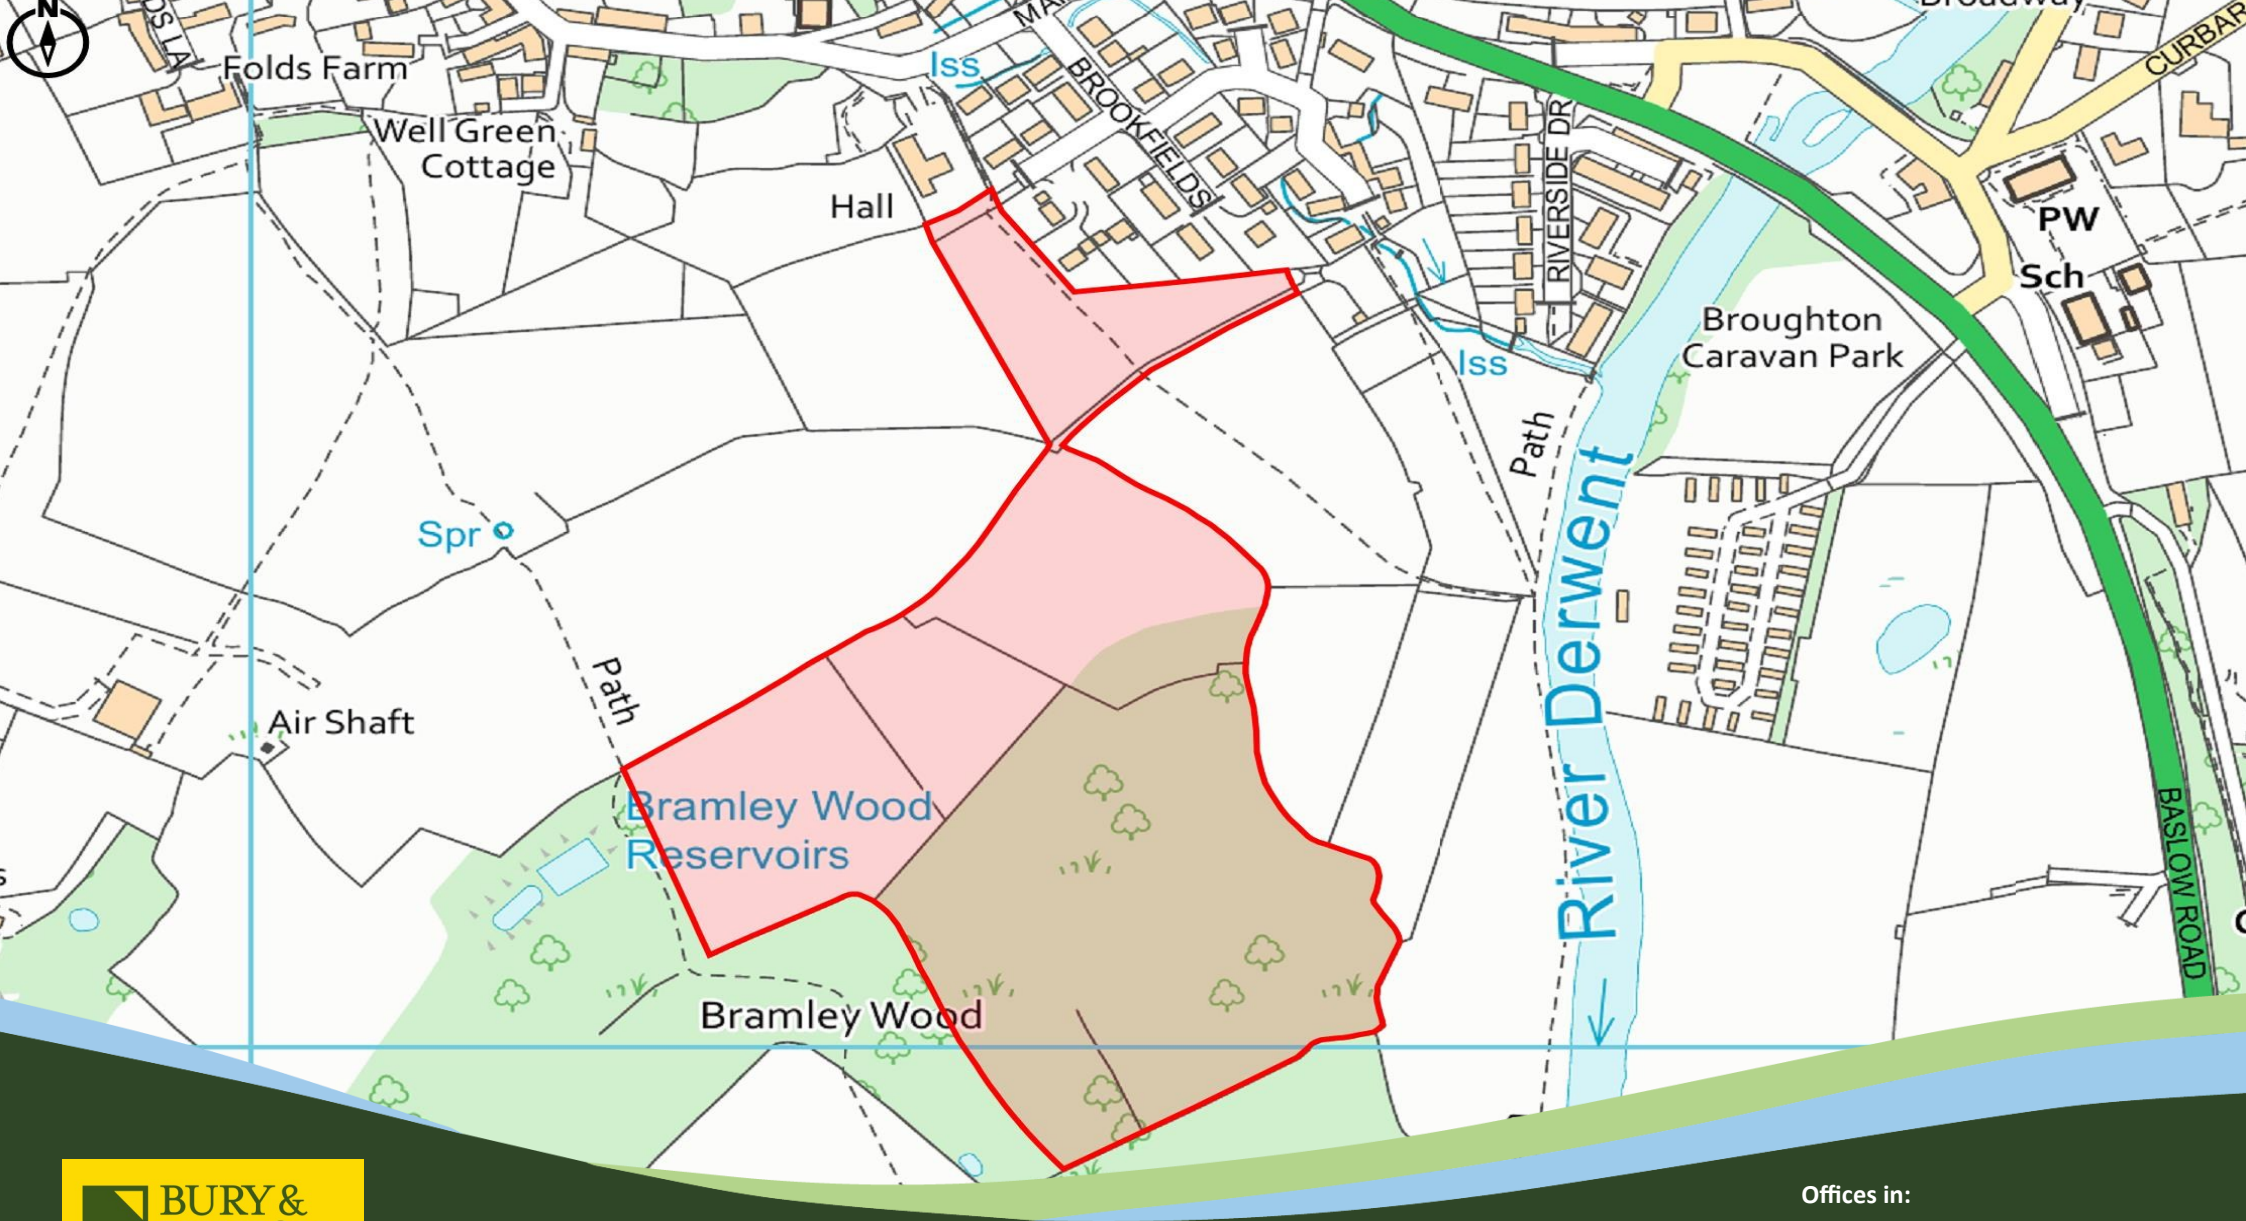 N
Folds Farm
Well Green
Cottage
Iss
BROOKFIELDS
RIVERSIDE DR
CURBAR
Hall
PW
Sch
Broughton
Caravan Park
Iss
Path
Spr
River Derwent
Path
Air Shaft
Bramley Wood
Reservoirs
BASLOW ROAD
Bramley Wood
BURY &
Offices in: